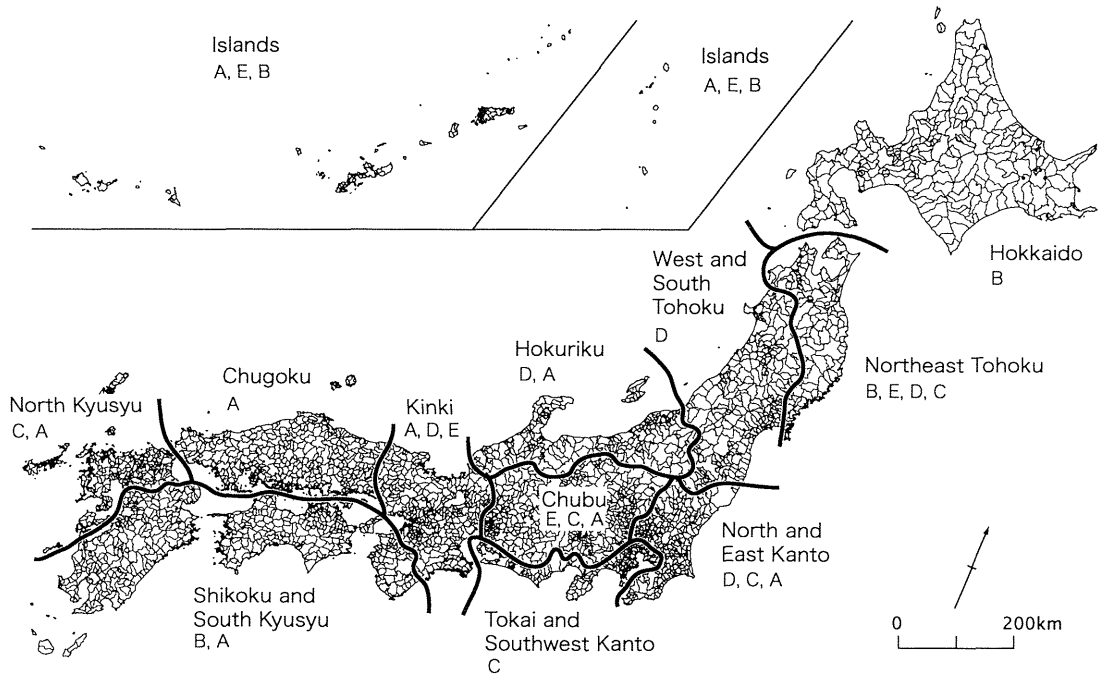 Islands
A, E, B
Islands
A, E, B
Hokkaido
B
West and
South
Tohoku
D
Northeast Tohoku
B, E, D, C
Hokuriku
D, A
Chugoku
A
Kinki
A, D, E
North Kyusyu
C, A
Chubu
E, C, A
North and
East Kanto
D, C, A
Shikoku and
South Kyusyu
B, A
Tokai and
Southwest Kanto
C
0 200km